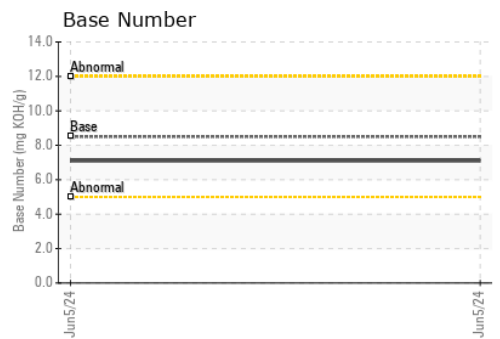 Base Number
Base Number (mg KOH/g)
14.0
12.0
10.0
8.0
6.0
4.0
2.0
0.0
Abnormal
Base
Abnormal
Jun5/24
Jun5/24